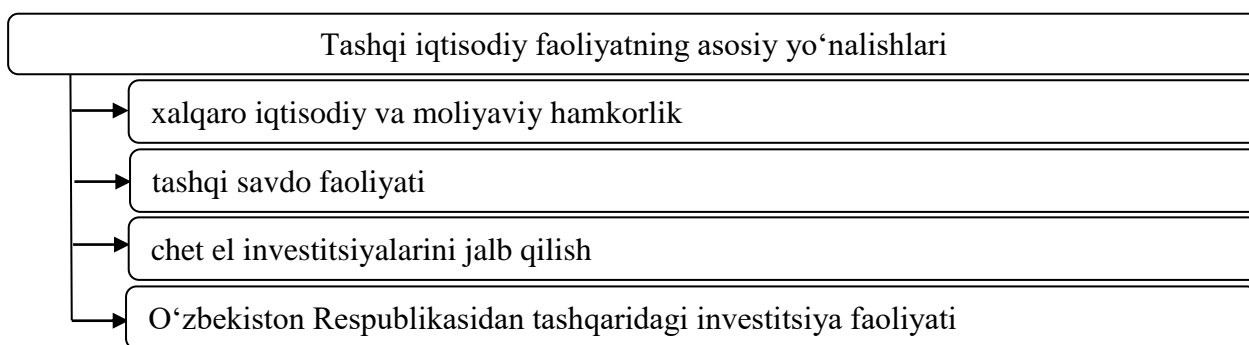 Tashqi iqtisodiy faoliyatning asosiy yo‘nalishlari
xalqaro iqtisodiy va moliyaviy hamkorlik
tashqi savdo faoliyati
chet el investitsiyalarini jalb qilish
O‘zbekiston Respublikasidan tashqaridagi investitsiya faoliyati